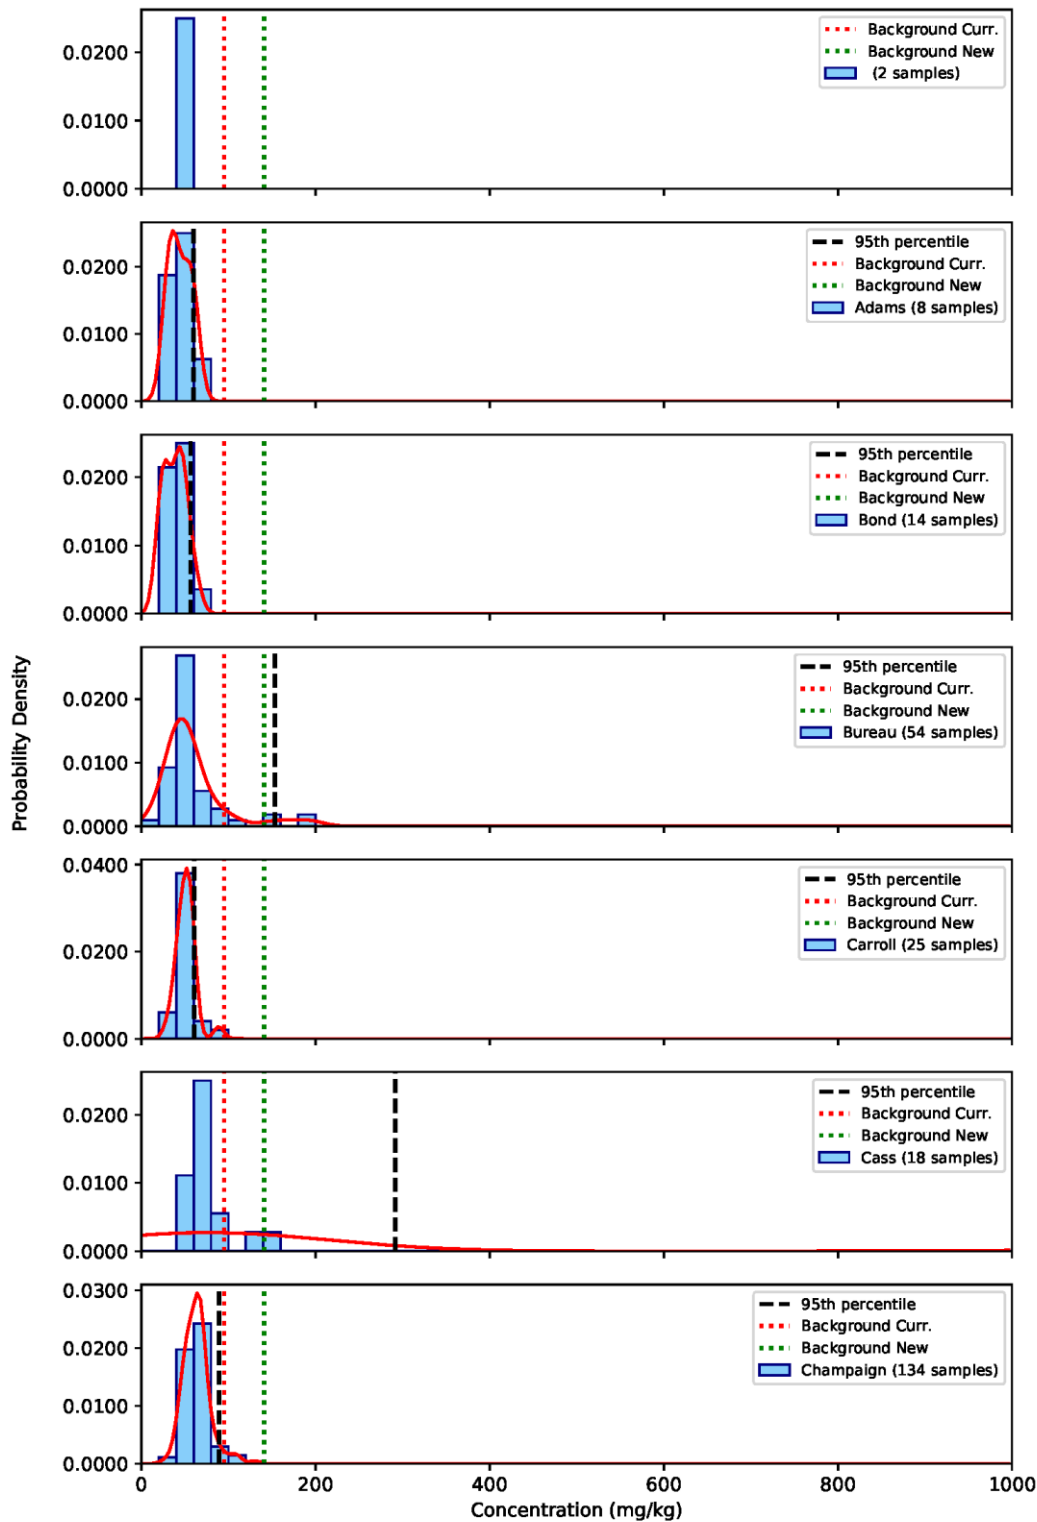 0.0200
0.0100
0.0000
Background Curr.
Background New
(2 samples)
0.0200
0.0100
0.0000
95th percentile
Background Curr.
Background New
Adams (8 samples)
0.0200
0.0100
0.0000
95th percentile
Background Curr.
Background New
Bond (14 samples)
Probability Density
0.0200
0.0100
0.0000
95th percentile
Background Curr.
Background New
Bureau (54 samples)
0.0400
0.0200
0.0000
95th percentile
Background Curr.
Background New
Carroll (25 samples)
0.0200
0.0100
0.0000
95th percentile
Background Curr.
Background New
Cass (18 samples)
0.0300
0.0200
0.0100
0.0000
95th percentile
Background Curr.
Background New
Champaign (134 samples)
0 200 400 600 800 1000
Concentration (mg/kg)